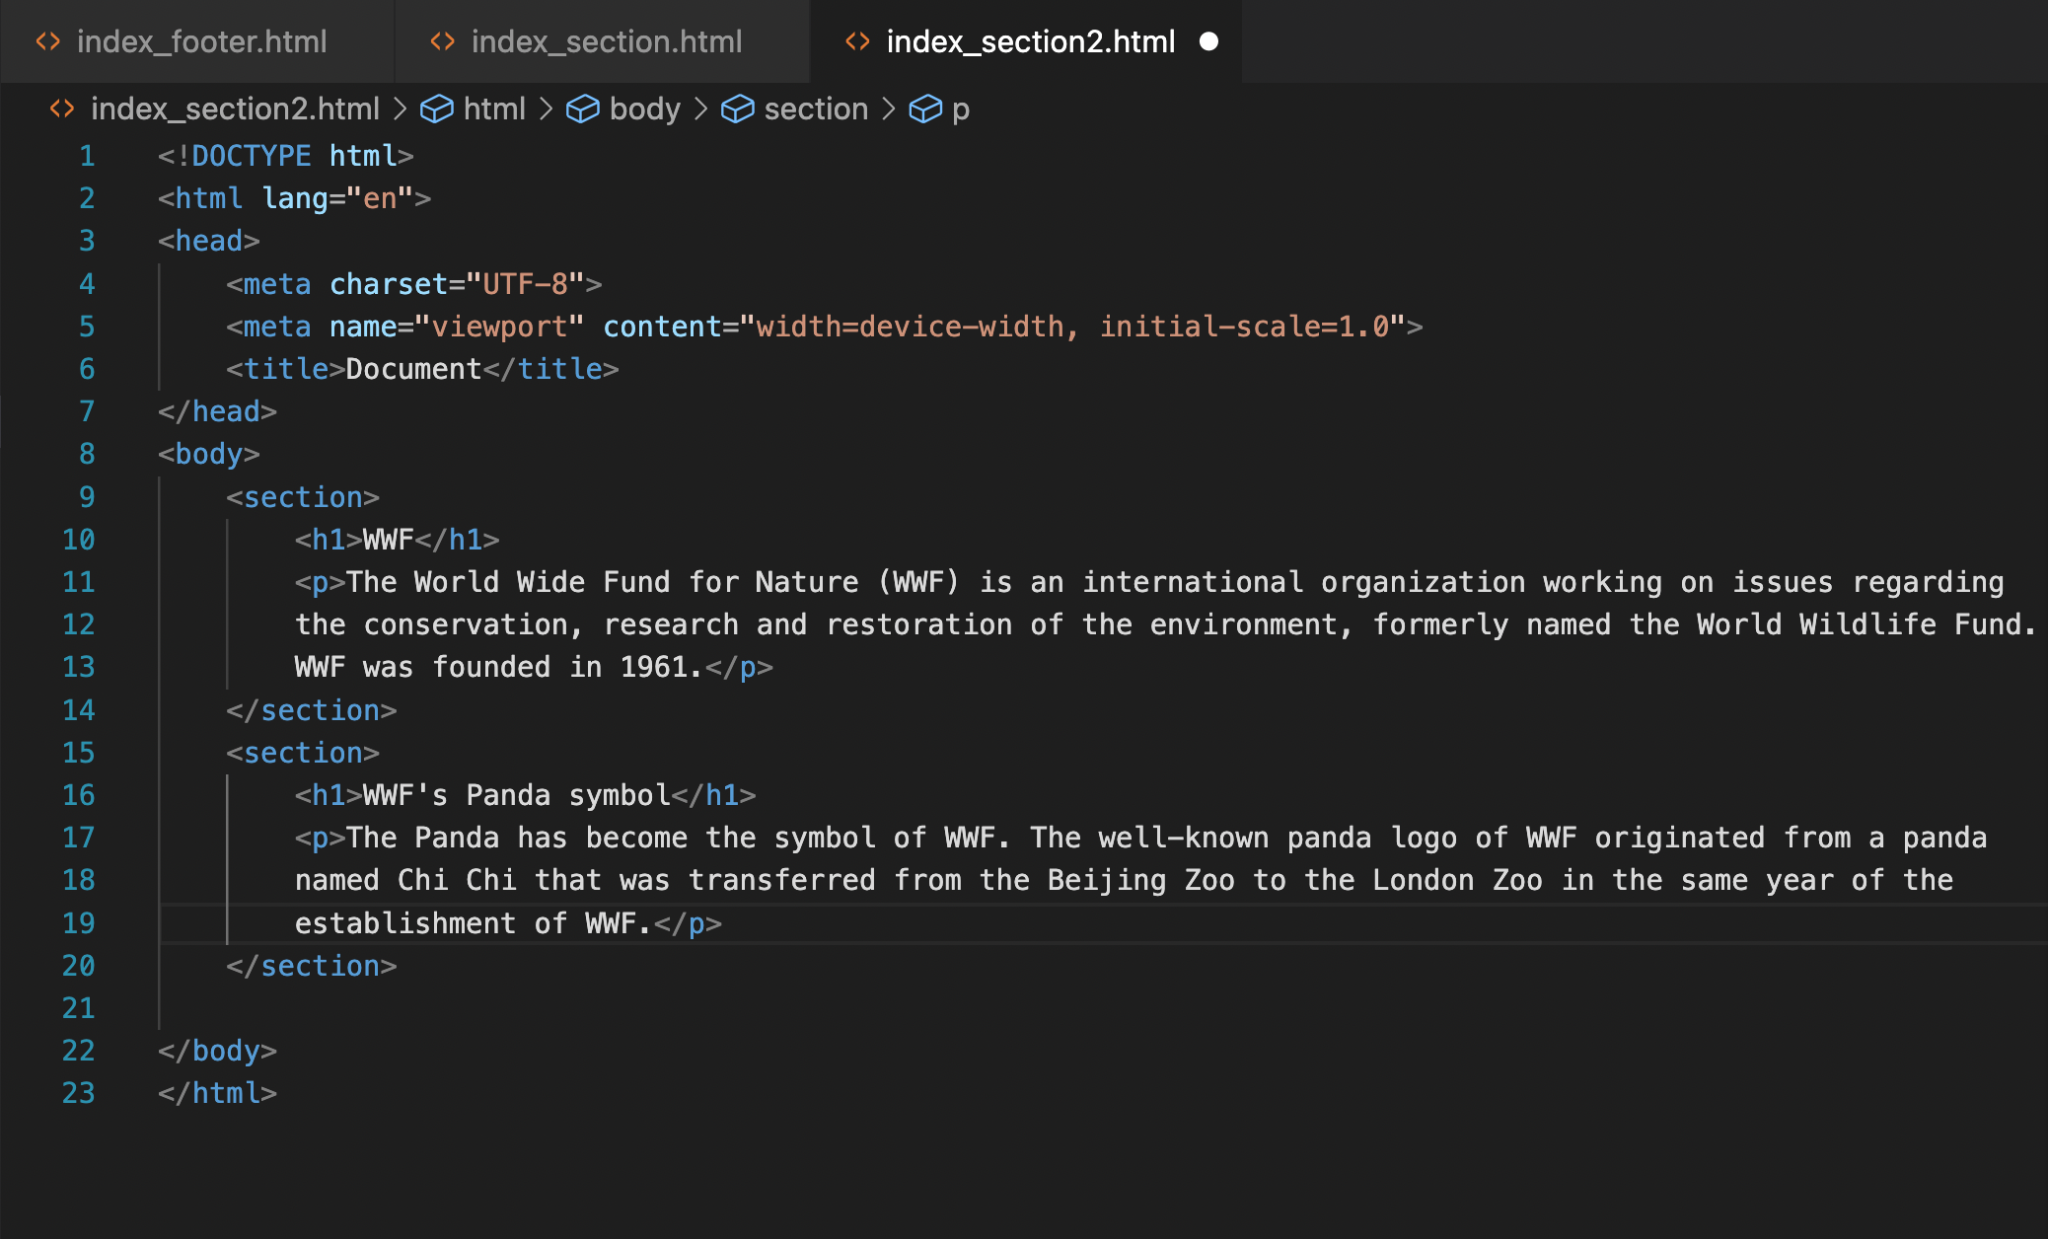 index_footer.html index_section.html index_section2.html
index_section2.html > html > body > section > p
1 <!DOCTYPE html>
2 <html lang="en">
3 <head>
4 <meta charset="UTF-8">
5 <meta name="viewport" content="width=device-width, initial-scale=1.0">
6 <title>Document</title>
7 </head>
8 <body>
9 <section>
10 <h1>WWF</h1>
11 <p>The World Wide Fund for Nature (WWF) is an international organization working on issues regarding
12 the conservation, research and restoration of the environment, formerly named the World Wildlife Fund.
13 WWF was founded in 1961.</p>
14 </section>
15 <section>
16 <h1>WWF's Panda symbol</h1>
17 <p>The Panda has become the symbol of WWF. The well-known panda logo of WWF originated from a panda
18 named Chi Chi that was transferred from the Beijing Zoo to the London Zoo in the same year of the
19 establishment of WWF.</p>
20 </section>
21
22 </body>
23 </html>